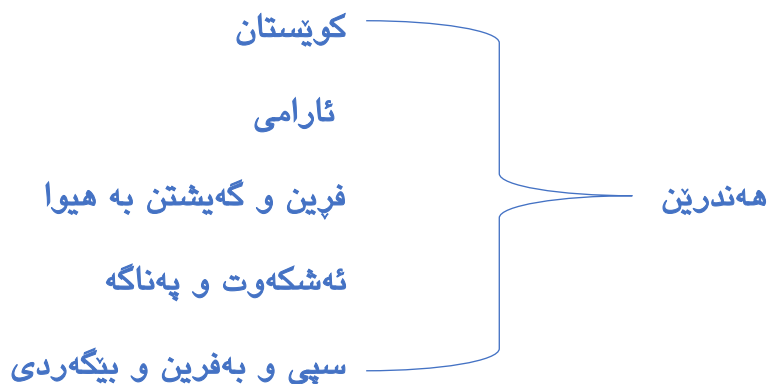 هەندرێن
کوێستان
ئارامی
فڕین و گەیشتن بە هیوا
ئەشکەوت و پەناگە
سپی و بەفرین و بێگەردی